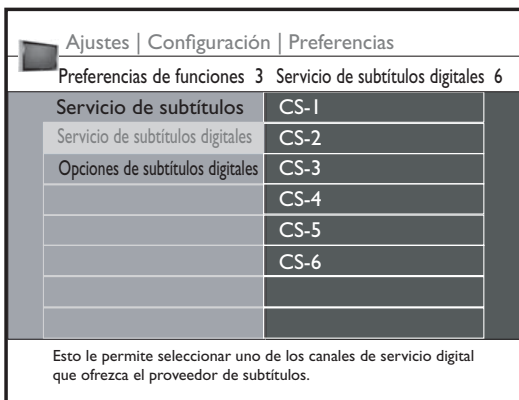 Ajustes | Configuración | Preferencias
Preferencias de funciones 3 Servicio de subtítulos digitales 6
Servicio de subtítulos CS-1
Servicio de subtítulos digitales CS-2
Opciones de subtítulos digitales CS-3
CS-4
CS-5
CS-6
Esto le permite seleccionar uno de los canales de servicio digital
que ofrezca el proveedor de subtítulos.